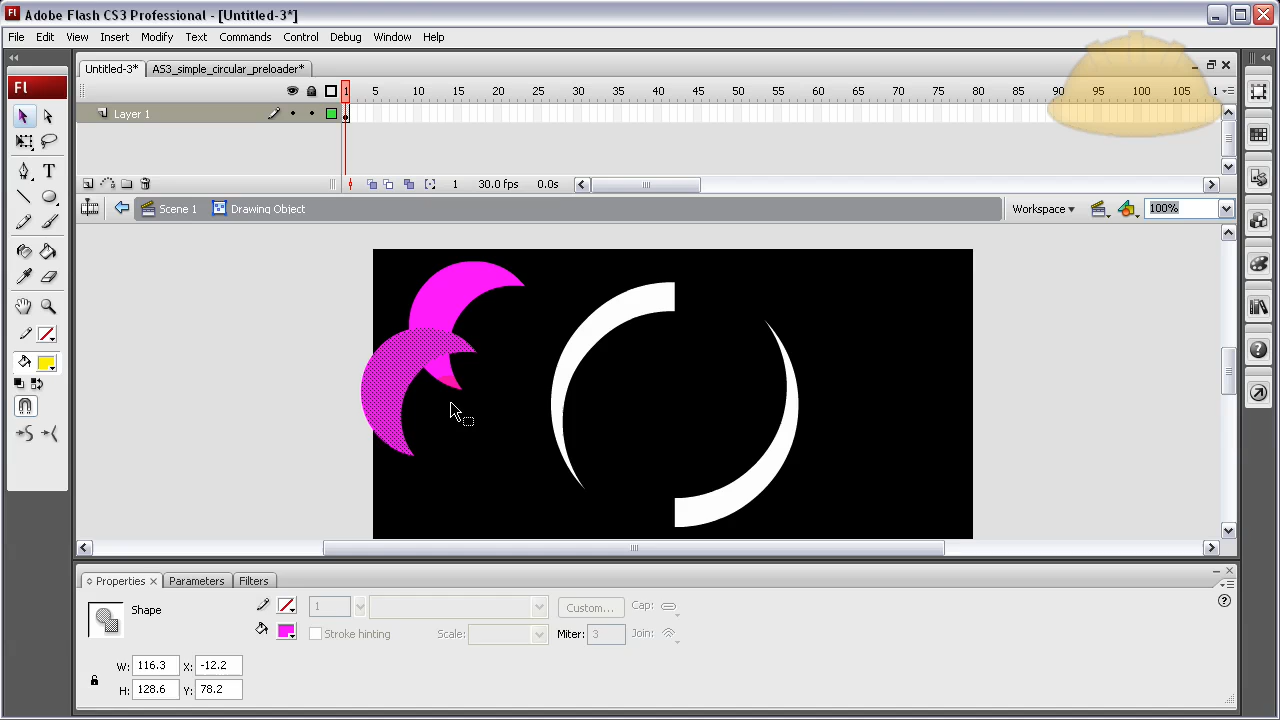 Fl Adobe Flash CS3 Professional - [Untitled-3*]
File Edit View Insert Modify Text Commands Control Debug Window Help
Untitled-3* AS3_simple_circular_preloader*
Fl
1 5 10 15 20 25 30 35 40 45 50 55 60 65 70 75 80 85 90 95 100 105 1
Layer 1
1 30.0 fps 0.0s
Scene 1 Drawing Object Workspace 100%
Properties Parameters Filters
Shape 1 Custom... Cap:
Stroke hinting Scale: Miter: 3 Join:
W: 116.3 X: -12.2
H: 128.6 Y: 78.2